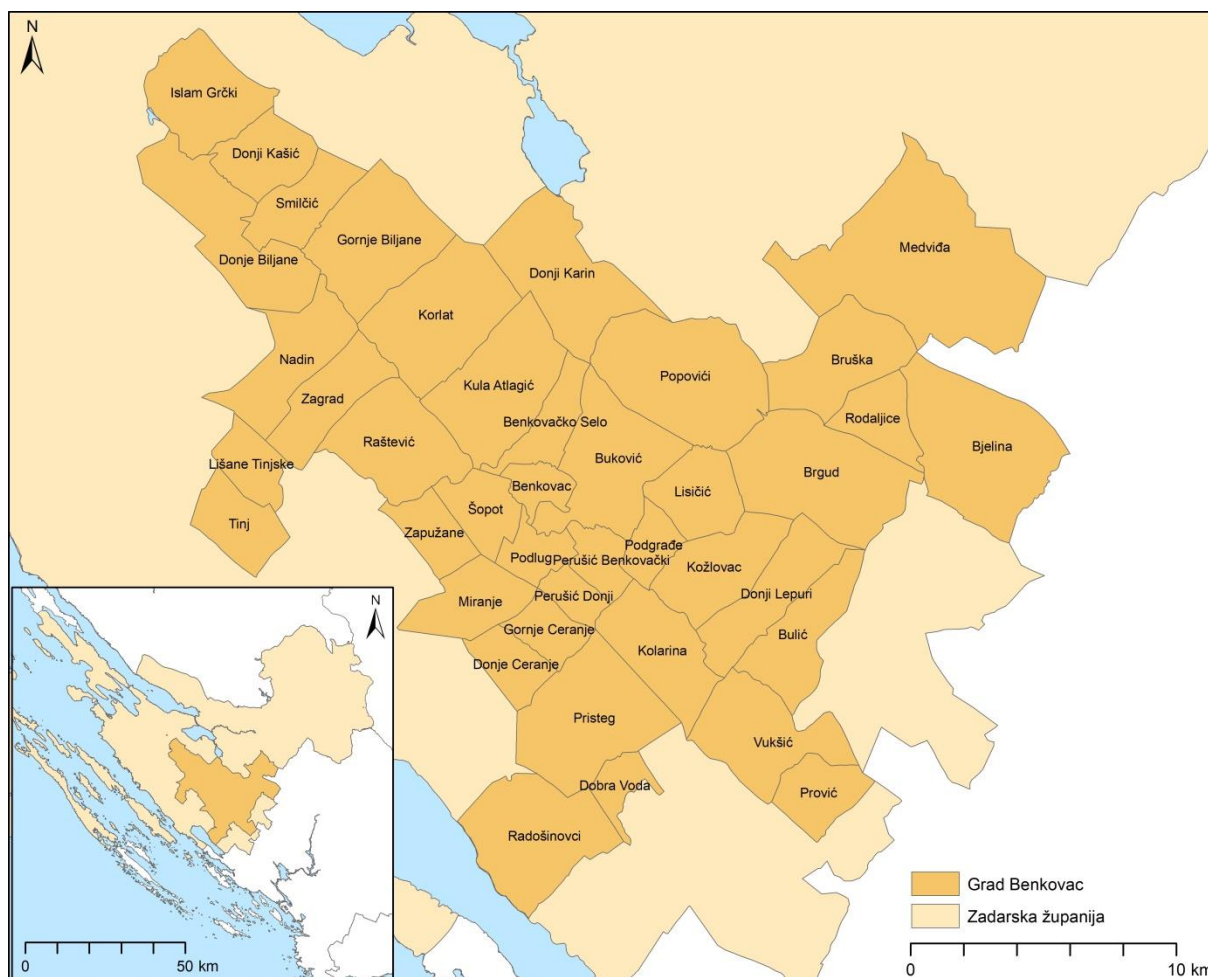 N
Islam Grčki
Donji Kašić
Smilčić
Medviđa
Gornje Biljane
Donje Biljane
Donji Karin
Korlat
Nadin
Bruška
Popovići
Kula Atlagić
Zagrad
Rodaljice
Benkovačko Selo
Raštević
Bjelina
Buković
Lišane Tinjske
Brgud
Benkovac
Lisičić
Šopot
Tinj
Zapužane
Podgrađe
Podlug
Perušić Benkovački
Kožlovac
Miranje
Perušić Donji
Donji Lepuri
Gornje Ceranje
Bulić
Kolarina
Donje Ceranje
Pristeg
Vukšić
Dobra Voda
Prović
Radošinovci
N
0
50 km
Grad Benkovac
Zadarska županija
0
10 km